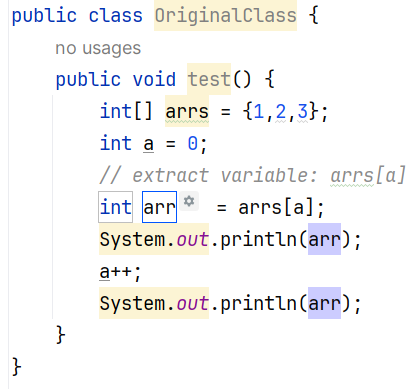 public class OriginalClass {
no usages
public void test() {
int[] arrs = {1,2,3};
int a = 0;
// extract variable: arrs[a]
int arr = arrs[a];
System.out.println(arr);
a++;
System.out.println(arr);
}
}